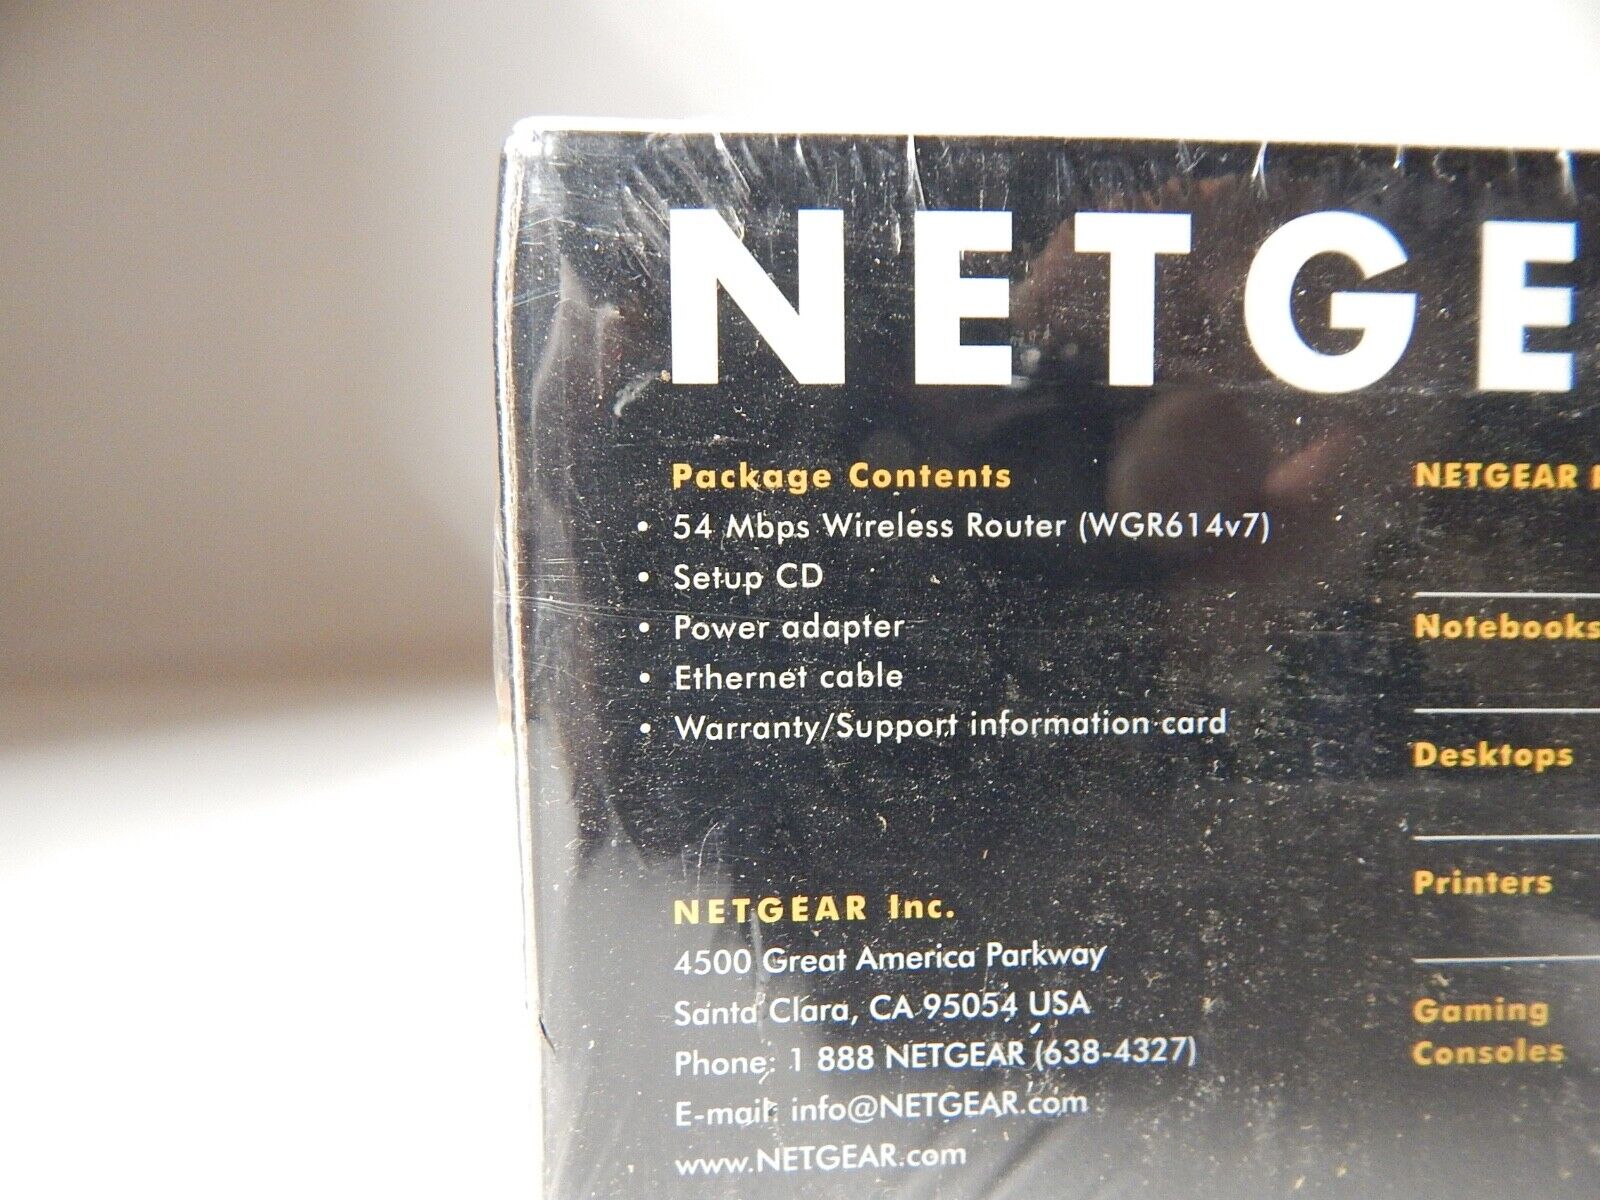 NETGE
Package Contents
• 54 Mbps Wireless Router (WGR614v7)
• Setup CD
• Power adapter
• Ethernet cable
• Warranty/Support information card
NETGEAR Inc.
4500 Great America Parkway
Santa Clara, CA 95054 USA
Phone: 1 888 NETGEAR (638-4327)
E-mail: info@NETGEAR.com
www.NETGEAR.com
NETGEAR
Notebooks
Desktops
Printers
Gaming
Consoles